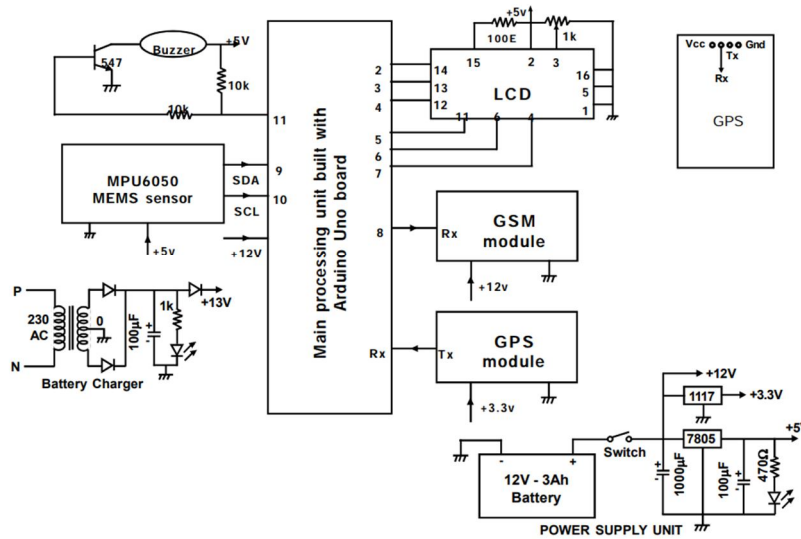 547
Buzzer
+5V
10k
10k
11
MPU6050
MEMS sensor
SDA
SCL
9
10
+5v
+12V
P
N
230
AC
0
100µF
+
-
1k
+13V
Battery Charger
Main processing unit built with
Arduino Uno board
2
3
4
5
6
7
8
Rx
+5v
100E
1k
15
2
3
14
13
12
LCD
16
5
1
11
6
4
Rx
GSM
module
+12v
Tx
GPS
module
+3.3v
Vcc
Gnd
Tx
Rx
GPS
-
+
12V - 3Ah
Battery
Switch
+12V
1117
+3.3V
7805
+5V
+
-
1000µF
+
-
100µF
470Ω
POWER SUPPLY UNIT